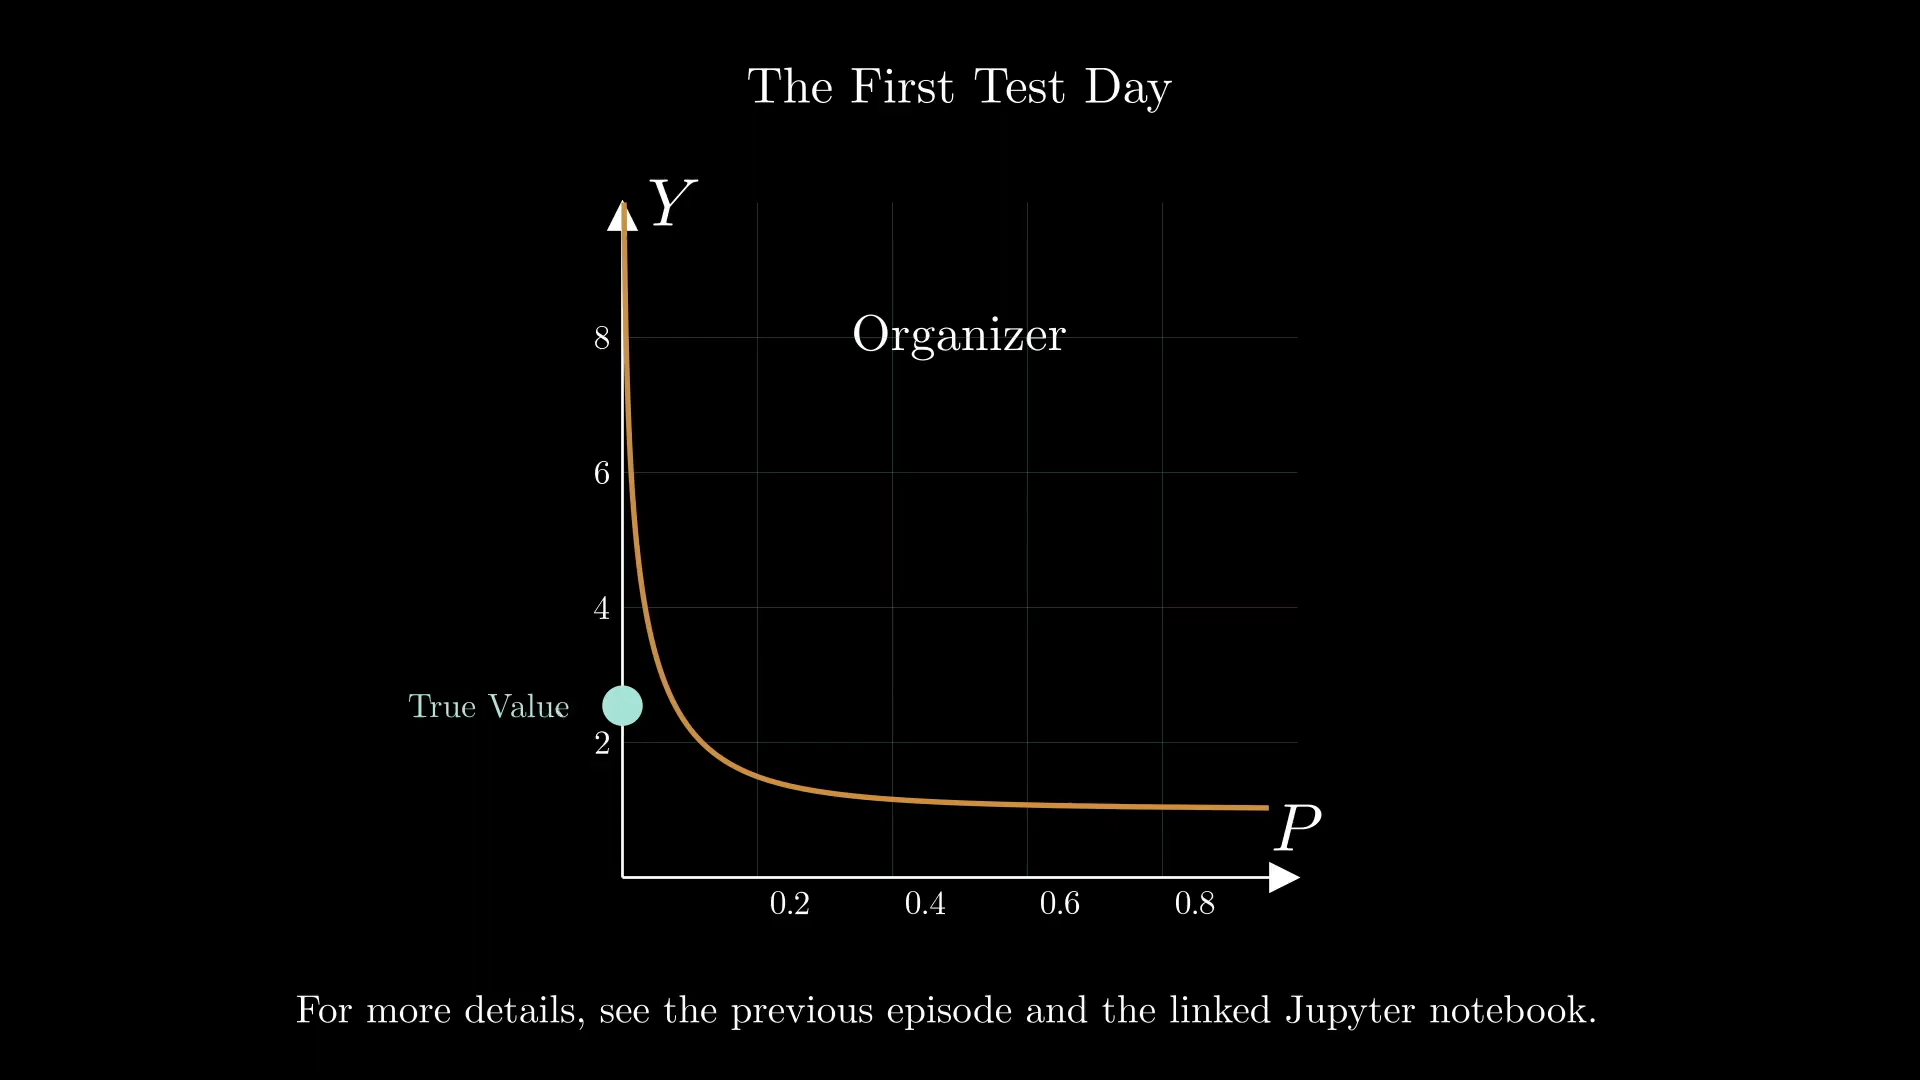 The First Test Day
Y
Organizer
8
6
4
True Value
2
P
0.2 0.4 0.6 0.8
For more details, see the previous episode and the linked Jupyter notebook.